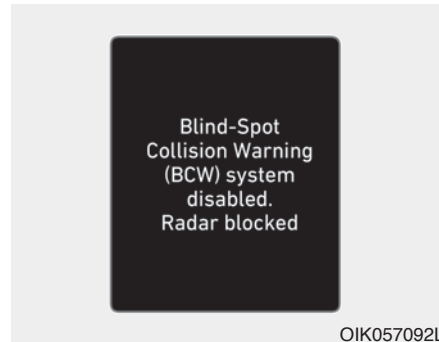 Blind-Spot
Collision Warning
(BCW) system
disabled.
Radar blocked
OIK057092L